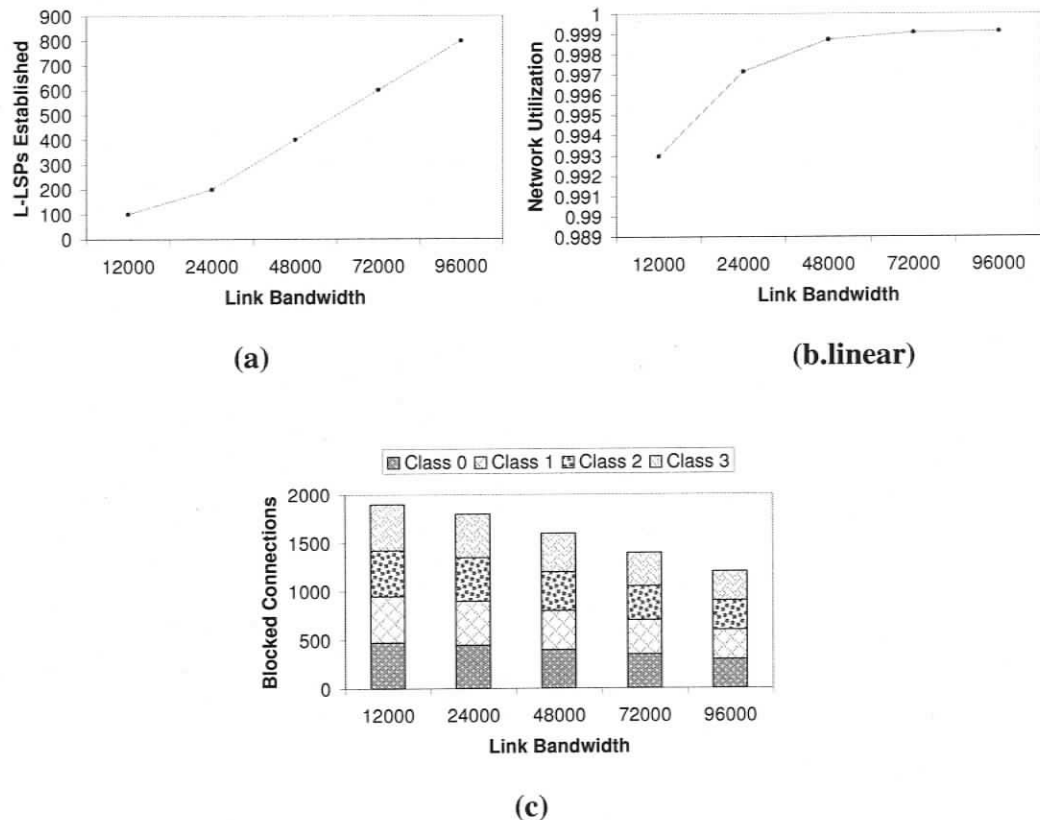 L-LSPs Established
900
800
700
600
500
400
300
200
100
0
12000 24000 48000 72000 96000
Link Bandwidth
(a)
Network Utilization
1
0.999
0.998
0.997
0.996
0.995
0.994
0.993
0.992
0.991
0.99
0.989
12000 24000 48000 72000 96000
Link Bandwidth
(b.linear)
Class 0 Class 1 Class 2 Class 3
Blocked Connections
2000
1500
1000
500
0
12000 24000 48000 72000 96000
Link Bandwidth
(c)